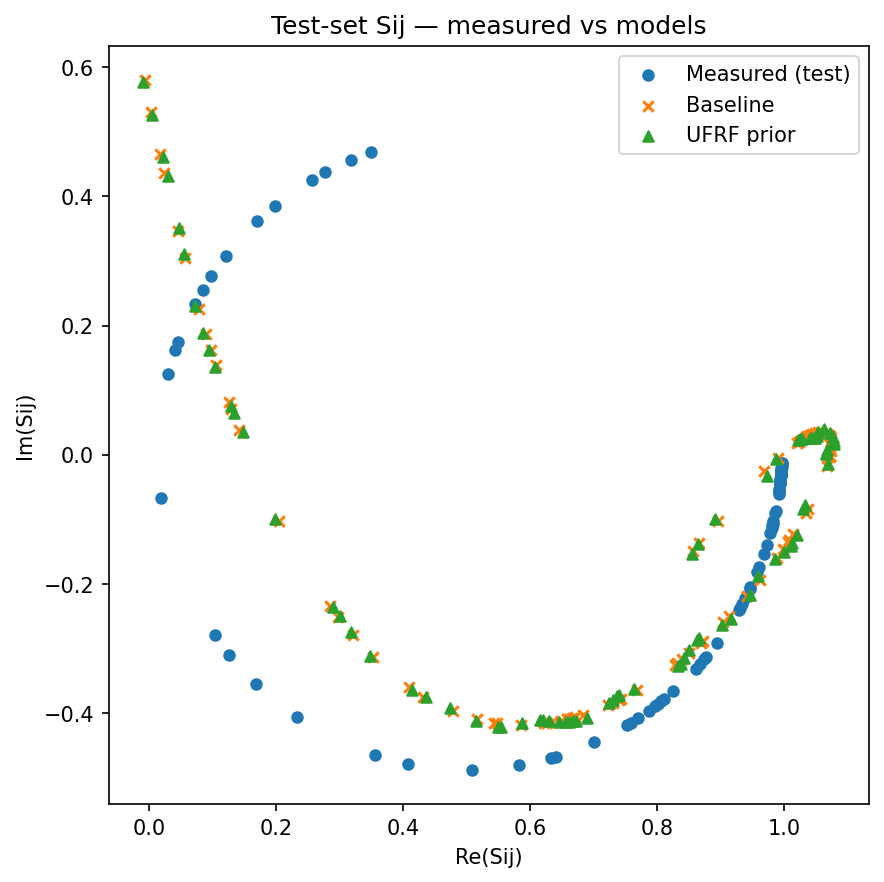 Test-set Sij — measured vs models
Measured (test)
Baseline
UFRF prior
Im(Sij)
0.6
0.4
0.2
0.0
−0.2
−0.4
0.0 0.2 0.4 0.6 0.8 1.0
Re(Sij)